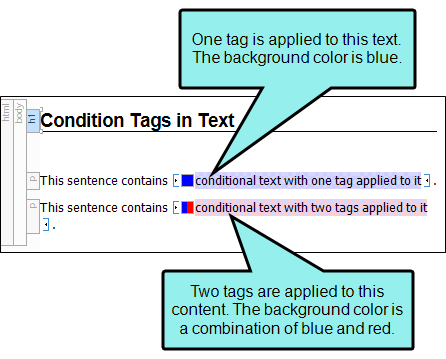 One tag is applied to this text.
The background color is blue.
html
body
h1
Condition Tags in Text
p
This sentence contains conditional text with one tag applied to it .
p
This sentence contains conditional text with two tags applied to it
.
Two tags are applied to this
content. The background color is
a combination of blue and red.